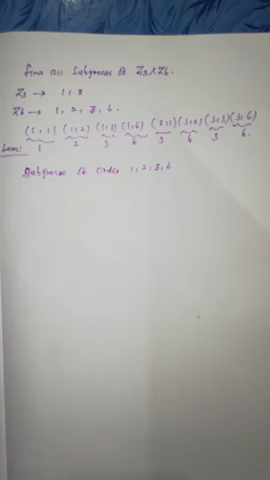 Find all Subgroups of Z3 x Z6.
Z3 → 1, 3
Z6 → 1, 2, 3, 6.
(1, 1) (1, 2) (1, 3) (1, 6) (3, 1) (3, 2) (3, 3) (3, 6)
Lcm: 1 2 3 6 3 6 3 6.
Subgroups of order 1, 2, 3, 6